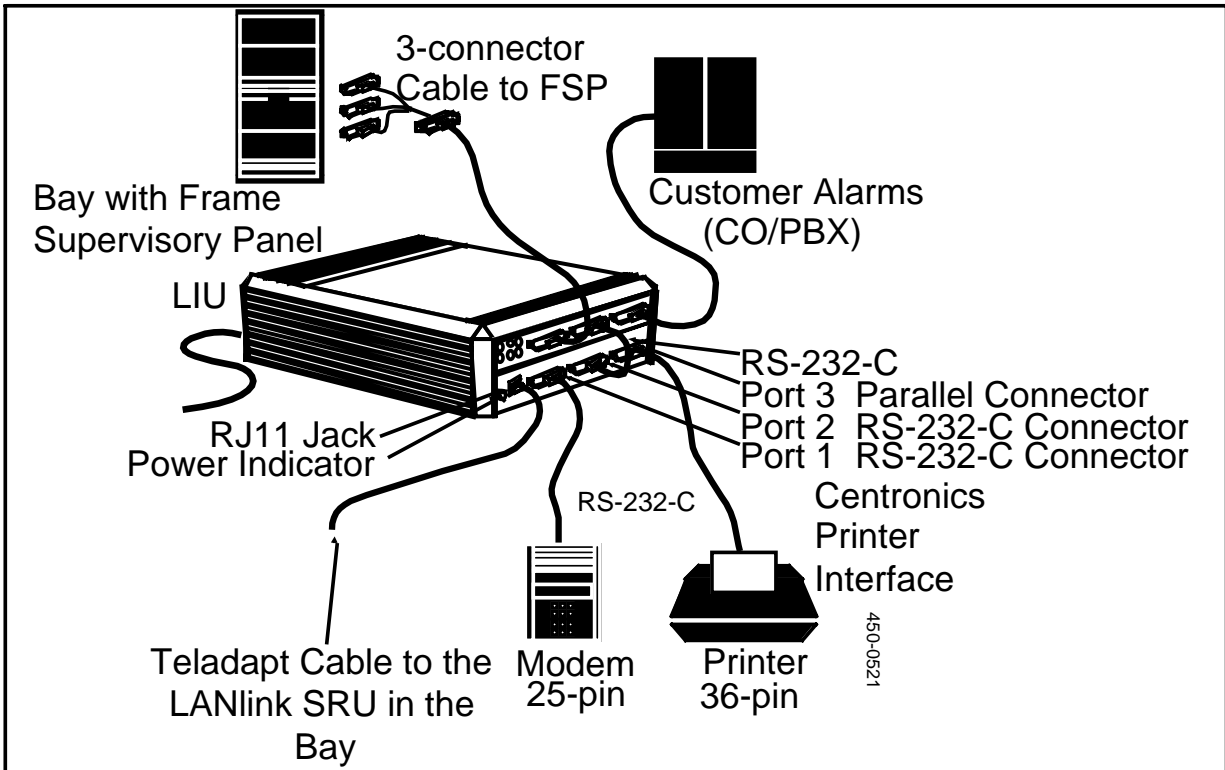 3-connector
Cable to FSP
Bay with Frame
Supervisory Panel
Customer Alarms
(CO/PBX)
LIU
RS-232-C
Port 3 Parallel Connector
Port 2 RS-232-C Connector
Port 1 RS-232-C Connector
RJ11 Jack
Power Indicator
RS-232-C
Centronics
Printer
Interface
450-0521
Teladapt Cable to the
LANlink SRU in the
Bay
Modem
25-pin
Printer
36-pin